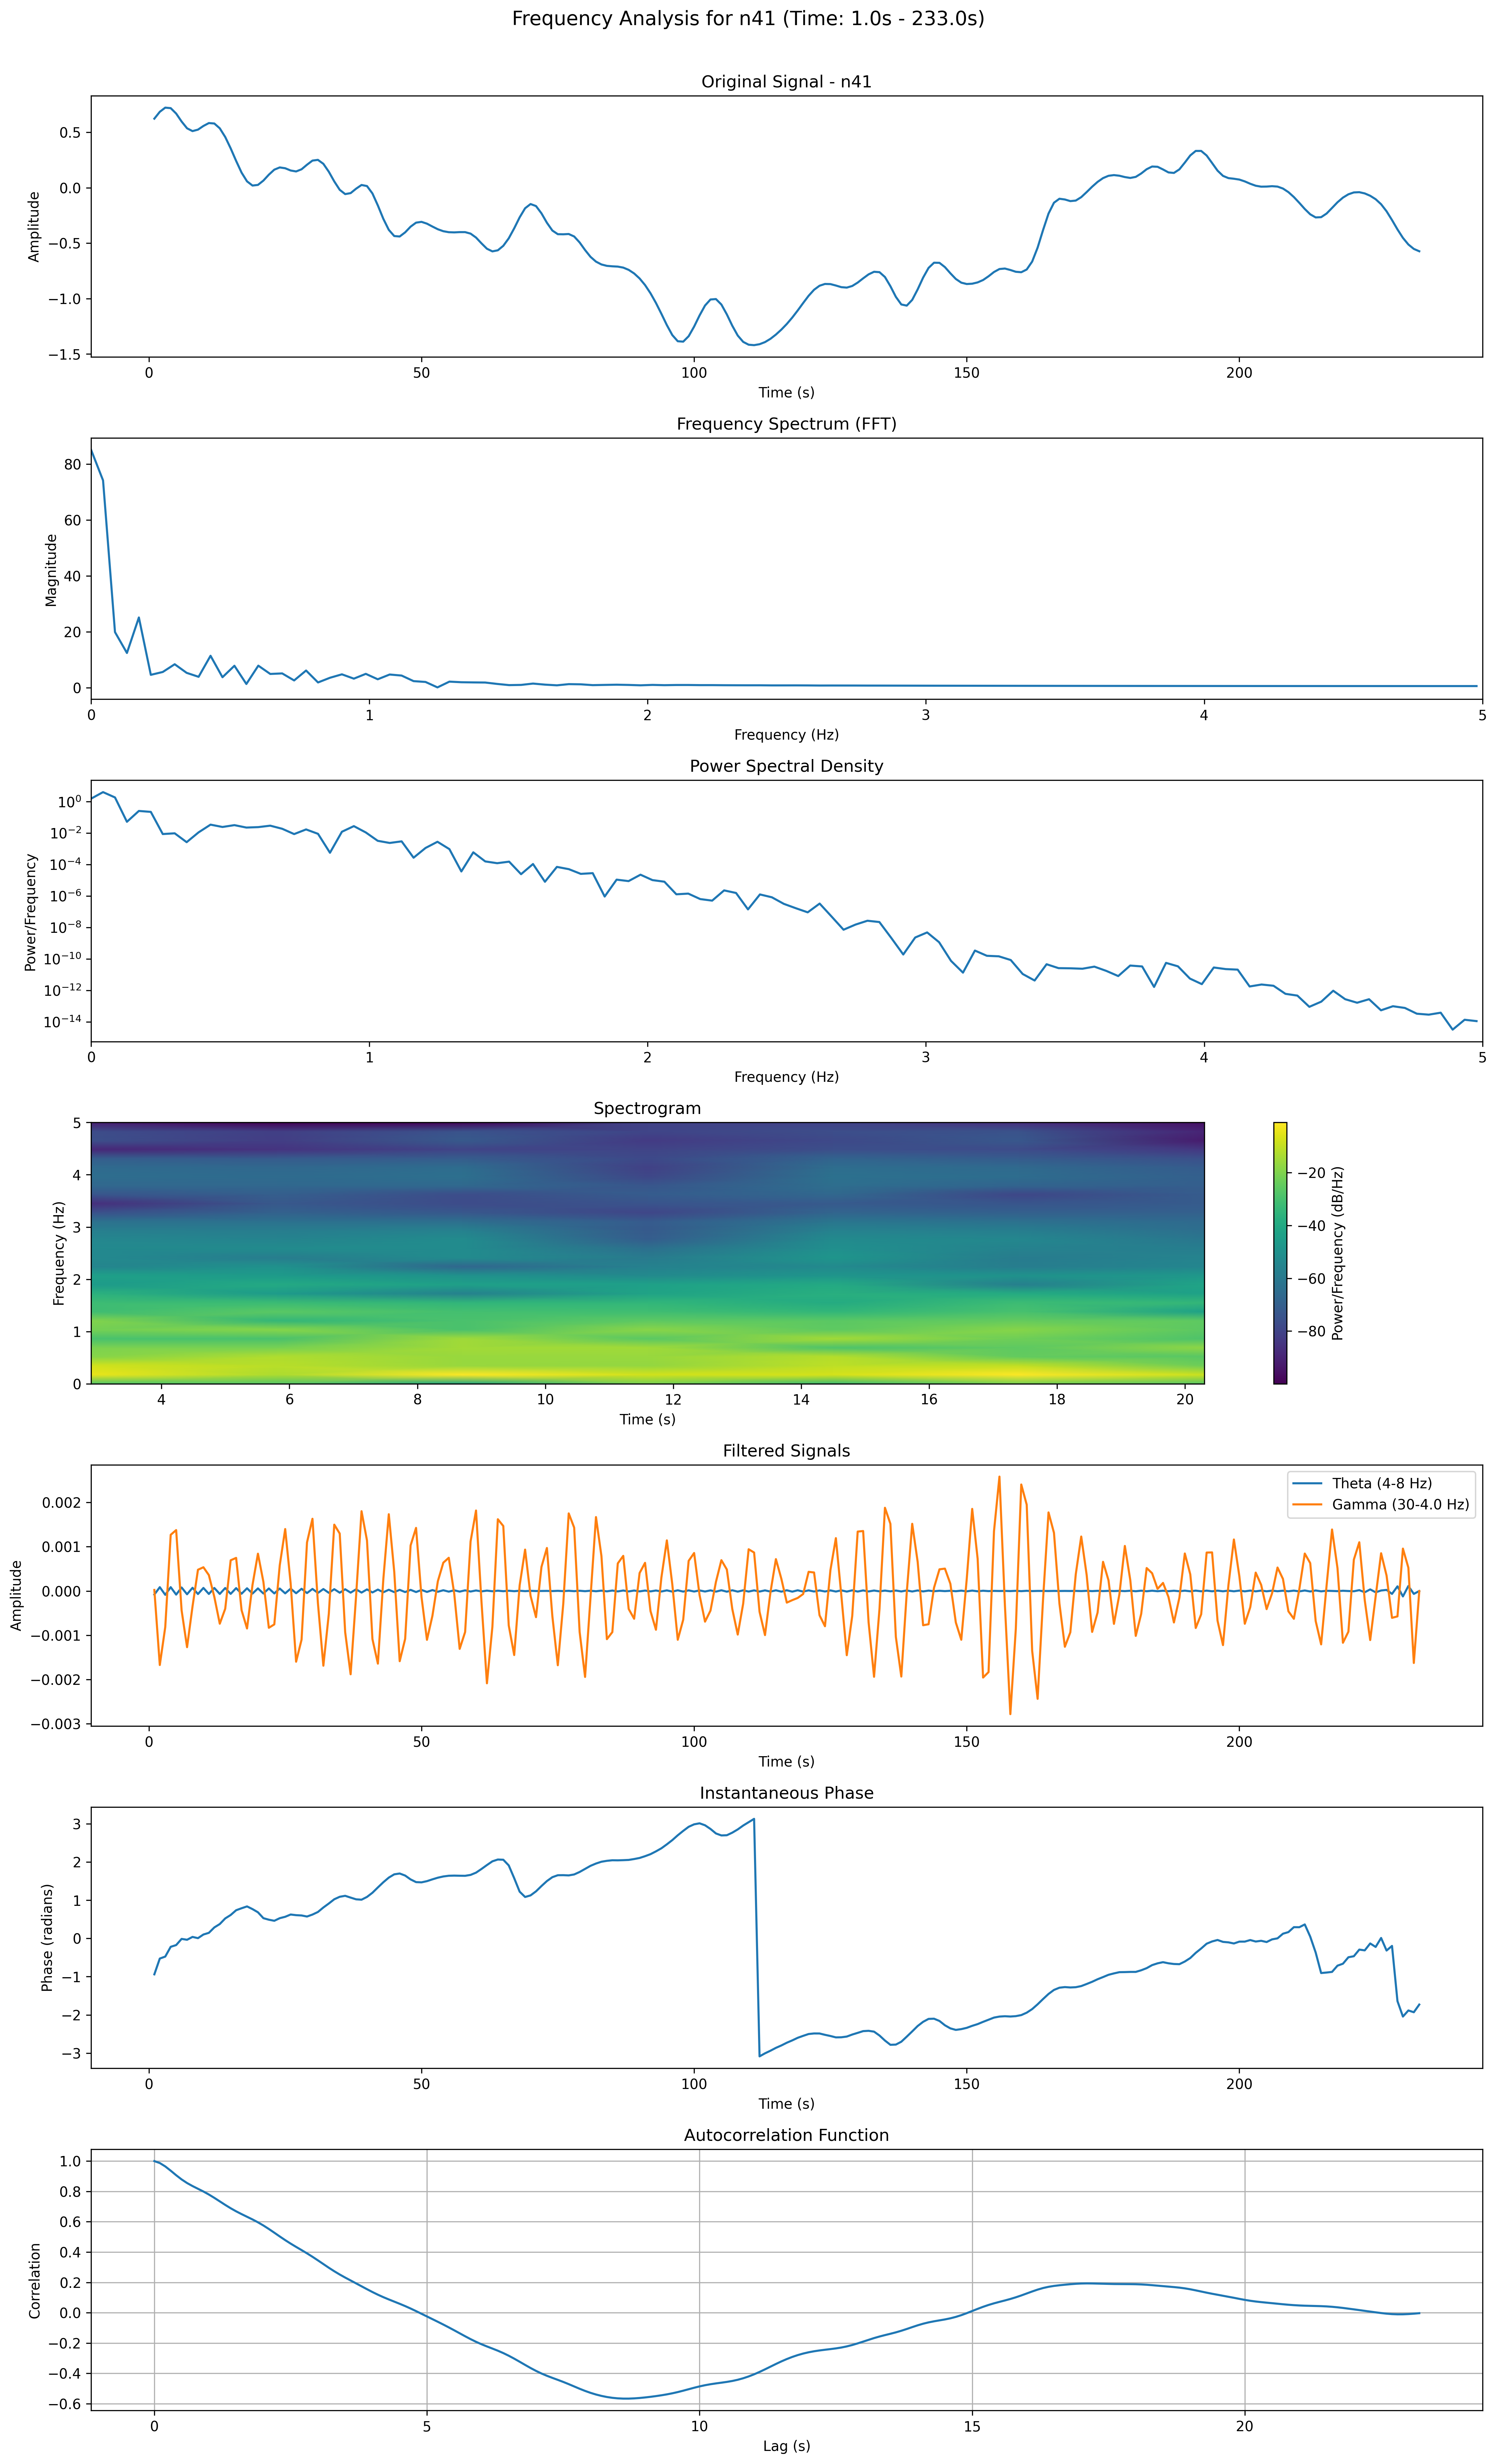 Frequency Analysis for n41 (Time: 1.0s - 233.0s)
Original Signal - n41
Amplitude
0.5
0.0
−0.5
−1.0
−1.5
0 50 100 150 200
Time (s)
Frequency Spectrum (FFT)
Magnitude
80
60
40
20
0
0 1 2 3 4 5
Frequency (Hz)
Power Spectral Density
Power/Frequency
10⁰
10⁻²
10⁻⁴
10⁻⁶
10⁻⁸
10⁻¹⁰
10⁻¹²
10⁻¹⁴
0 1 2 3 4 5
Frequency (Hz)
Spectrogram
Frequency (Hz)
5
4
3
2
1
0
4 6 8 10 12 14 16 18 20
Time (s)
−20
−40
−60
−80
Power/Frequency (dB/Hz)
Filtered Signals
Amplitude
0.002
0.001
0.000
−0.001
−0.002
−0.003
Theta (4-8 Hz)
Gamma (30-4.0 Hz)
0 50 100 150 200
Time (s)
Instantaneous Phase
Phase (radians)
3
2
1
0
−1
−2
−3
0 50 100 150 200
Time (s)
Autocorrelation Function
Correlation
1.0
0.8
0.6
0.4
0.2
0.0
−0.2
−0.4
−0.6
0 5 10 15 20
Lag (s)